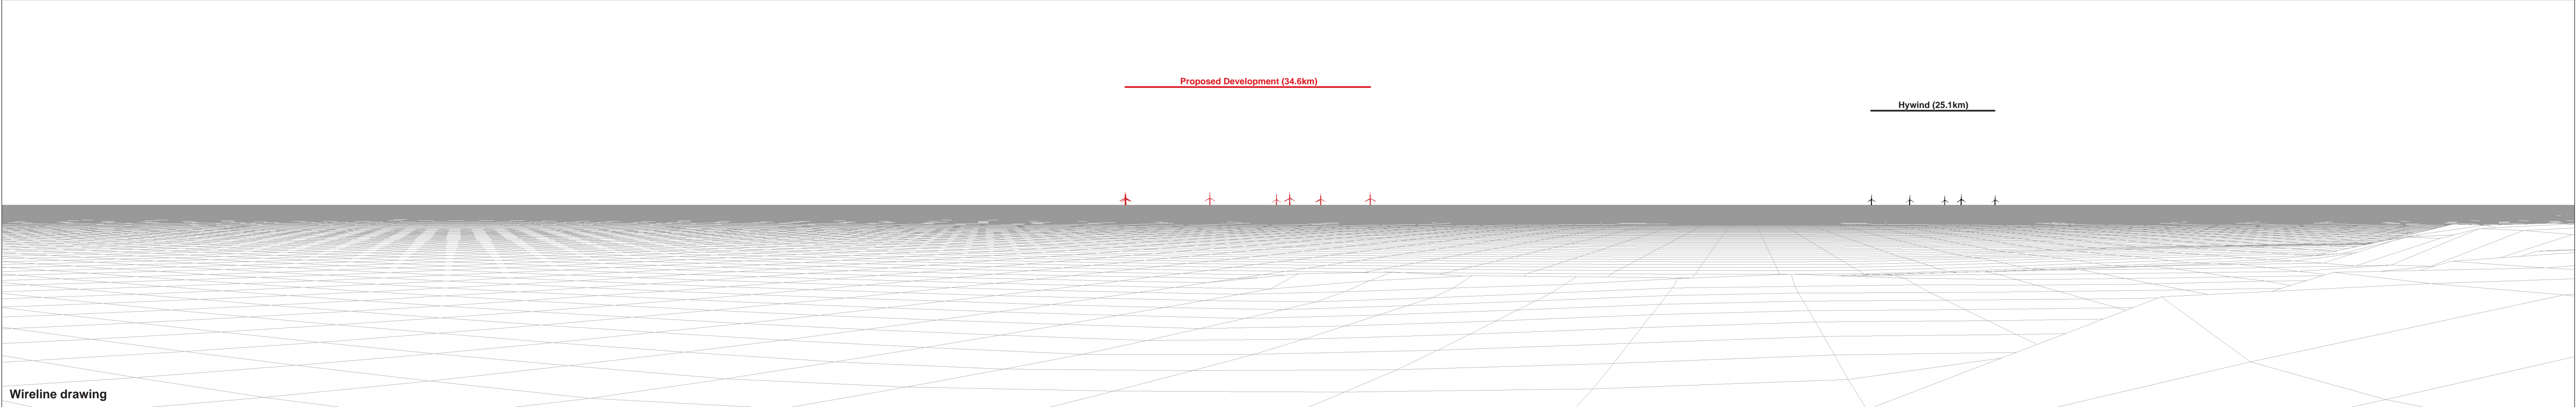 Proposed Development (34.6km)
Hywind (25.1km)
Wireline drawing